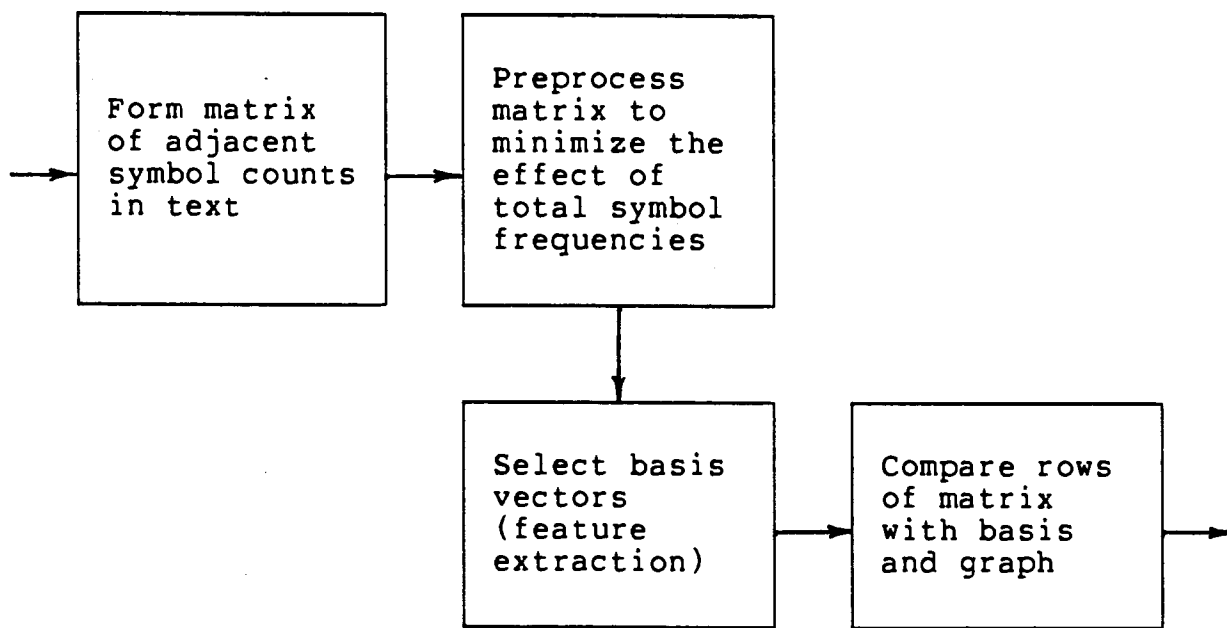 Form matrix
of adjacent
symbol counts
in text
Preprocess
matrix to
minimize the
effect of
total symbol
frequencies
Select basis
vectors
(feature
extraction)
Compare rows
of matrix
with basis
and graph